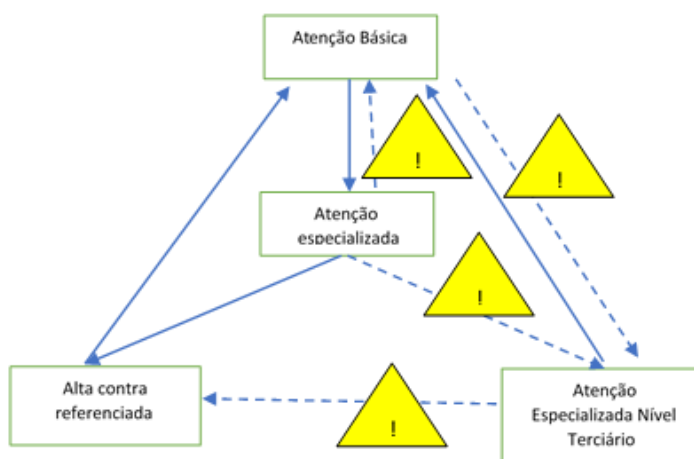 Atenção Básica
!
!
Atenção
especializada
!
Alta contra
referenciada
!
Atenção
Especializada Nível
Terciário